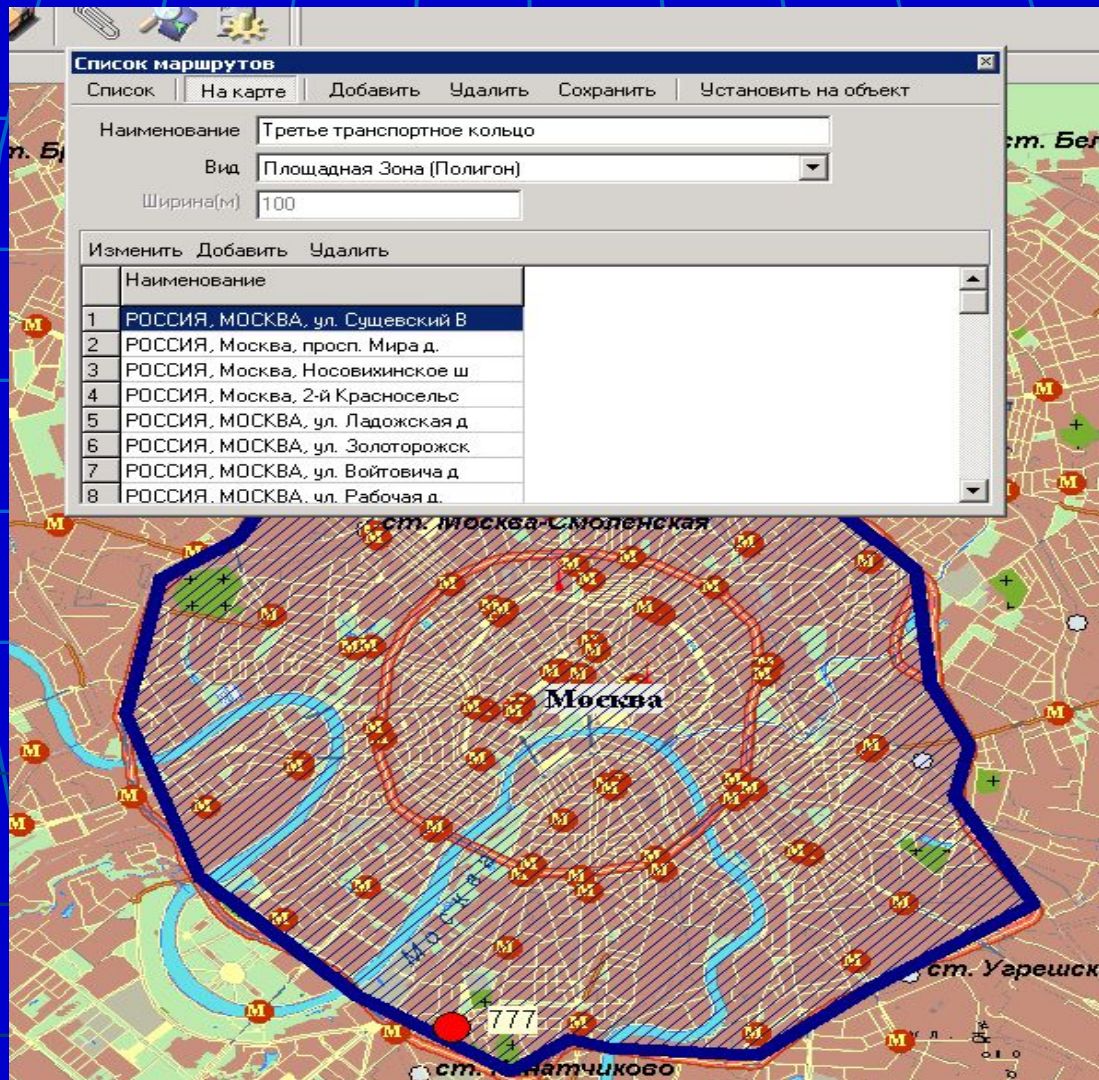 Список маршрутов
Список На карте Добавить Удалить Сохранить Установить на объект
Наименование Третье транспортное кольцо
Вид Площадная Зона (Полигон)
Ширина(м) 100
Изменить Добавить Удалить
Наименование
1 РОССИЯ, МОСКВА, ул. Сущевский В
2 РОССИЯ, Москва, просп. Мира д.
3 РОССИЯ, Москва, Носовихинское ш
4 РОССИЯ, Москва, 2-й Красносельс
5 РОССИЯ, МОСКВА, ул. Ладожская д
6 РОССИЯ, МОСКВА, ул. Золоторожск
7 РОССИЯ, МОСКВА, ул. Войтовича д
8 РОССИЯ, МОСКВА, ул. Рабочая д.
ст. Бел
ст. Москва-Смоленская
Москва
Москва
ст. Угрешск
777
ст.